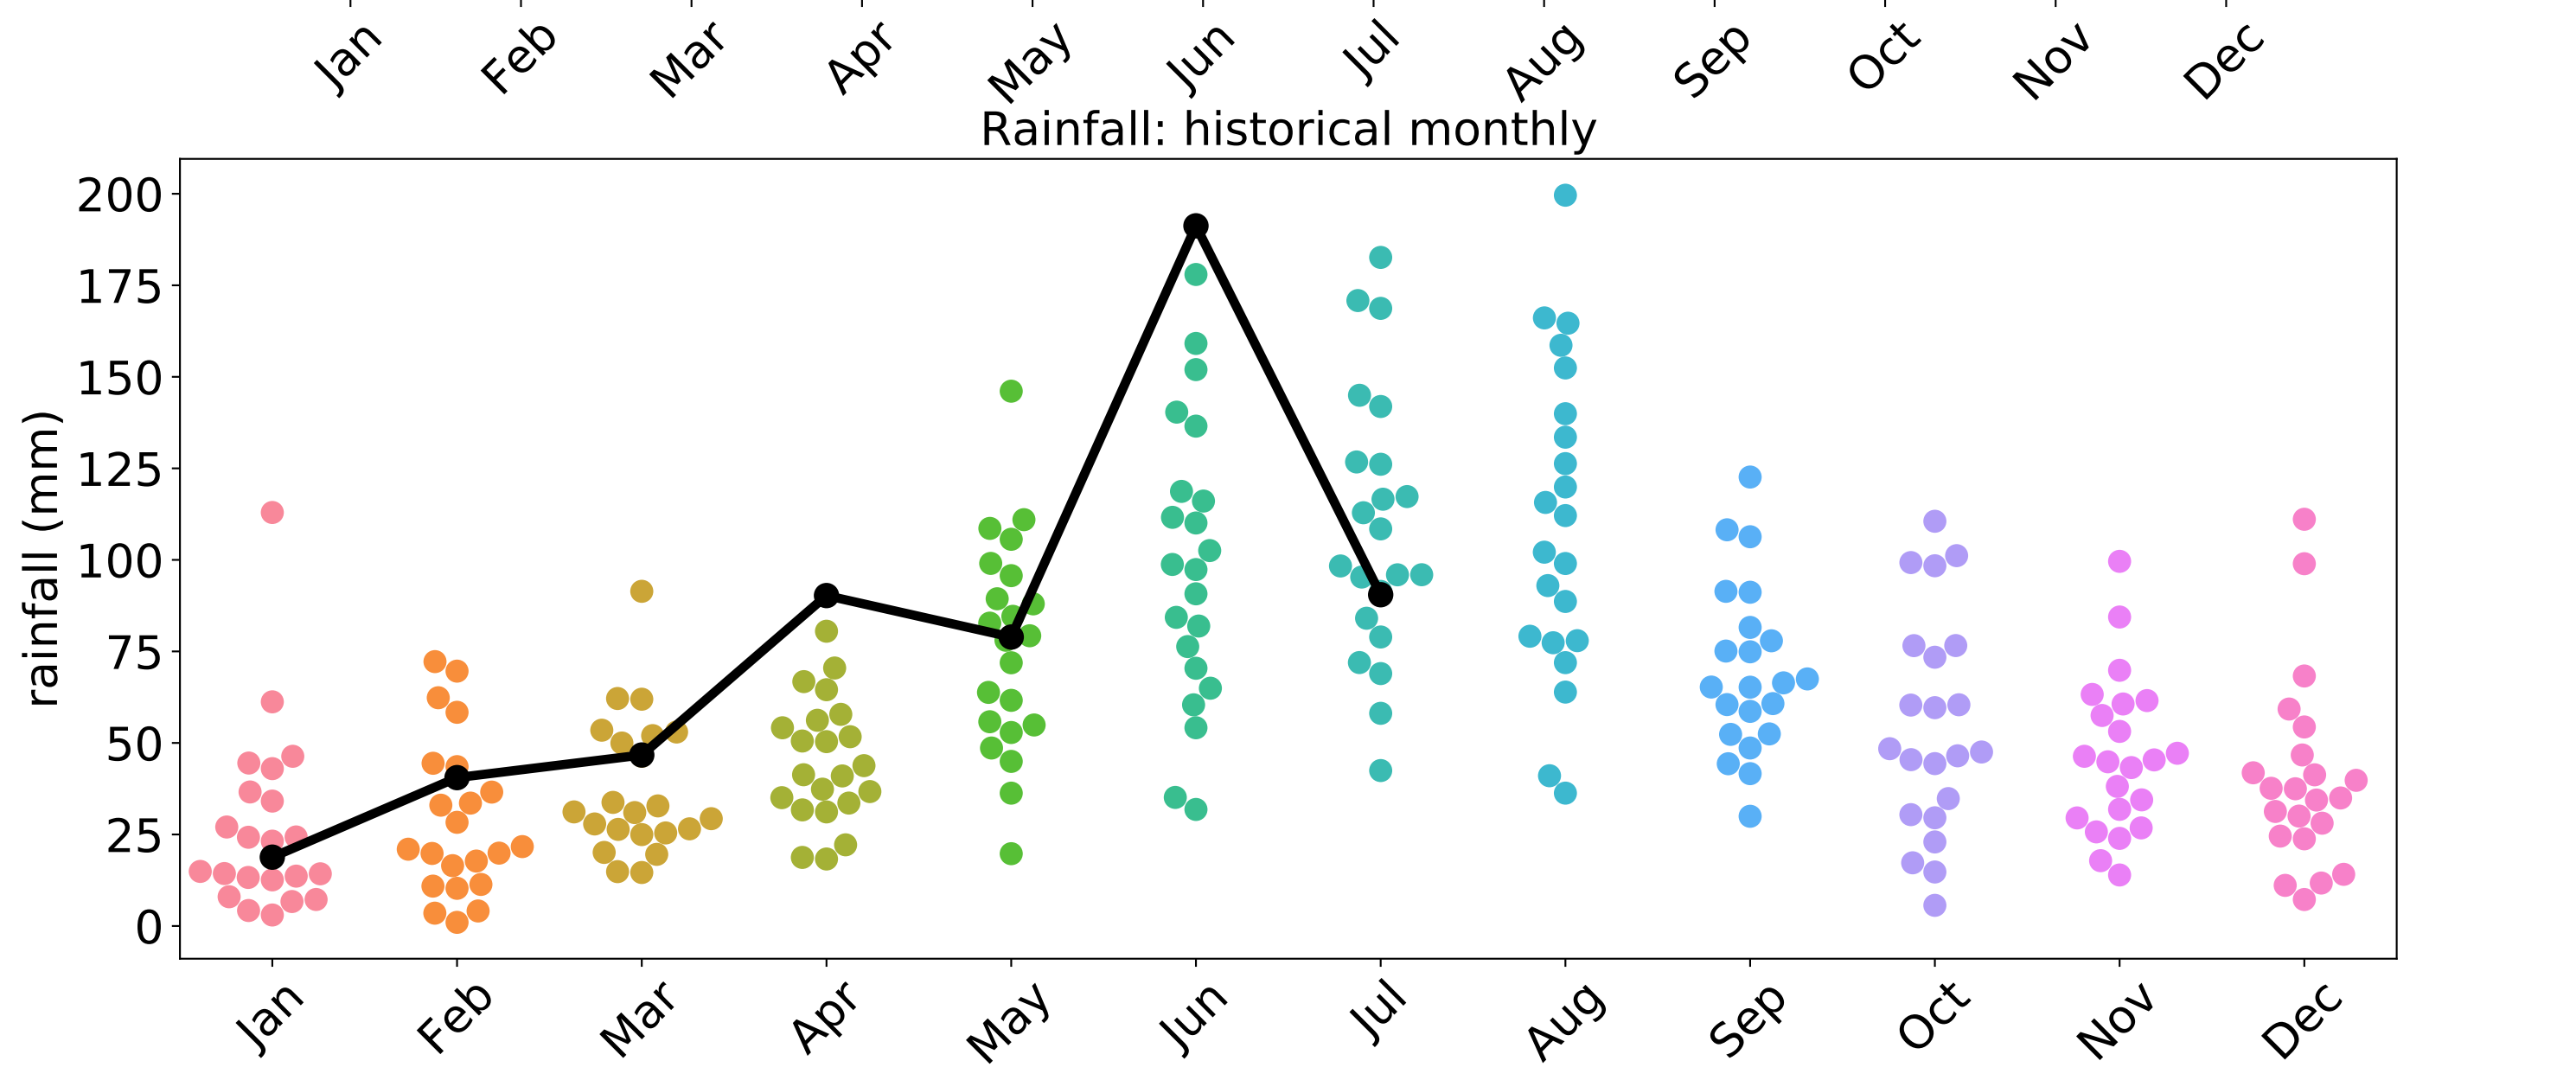 Jan Feb Mar Apr May Jun Jul Aug Sep Oct Nov Dec
Rainfall: historical monthly
rainfall (mm)
200
175
150
125
100
75
50
25
0
Jan Feb Mar Apr May Jun Jul Aug Sep Oct Nov Dec